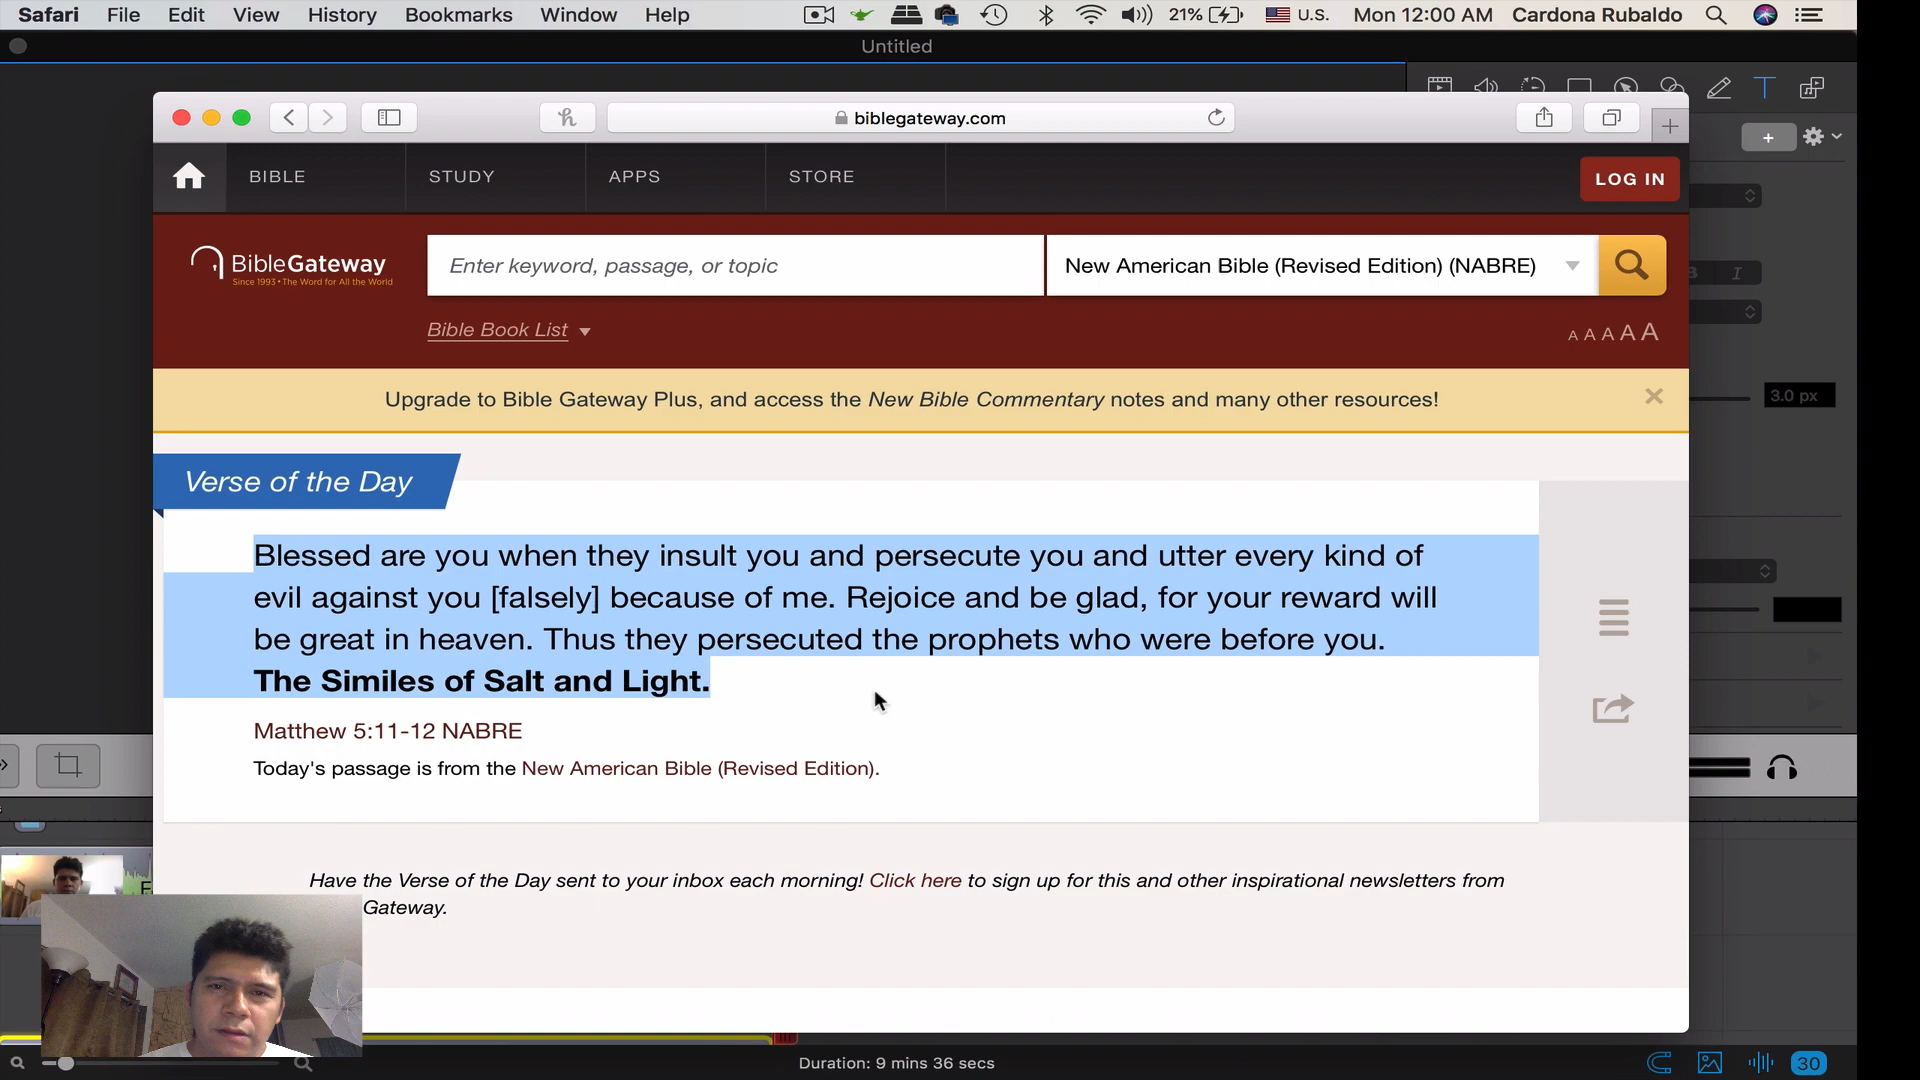 Safari File Edit View History Bookmarks Window Help 21% U.S. Mon 12:00 AM Cardona Rubaldo
Untitled
biblegateway.com
BIBLE STUDY APPS STORE LOG IN
BibleGateway
Since 1993 • The Word for All the World
Enter keyword, passage, or topic
New American Bible (Revised Edition) (NABRE)
Bible Book List
A A A A A
Upgrade to Bible Gateway Plus, and access the New Bible Commentary notes and many other resources!
3.0 px
Verse of the Day
Blessed are you when they insult you and persecute you and utter every kind of
evil against you [falsely] because of me. Rejoice and be glad, for your reward will
be great in heaven. Thus they persecuted the prophets who were before you.
The Similes of Salt and Light.
Matthew 5:11-12 NABRE
Today's passage is from the New American Bible (Revised Edition).
Have the Verse of the Day sent to your inbox each morning! Click here to sign up for this and other inspirational newsletters from
Gateway.
Duration: 9 mins 36 secs
30